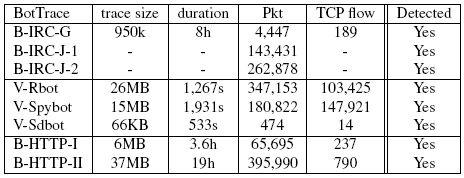 BotTrace trace size duration Pkt TCP flow Detected
B-IRC-G 950k 8h 4,447 189 Yes
B-IRC-J-1 - - 143,431 - Yes
B-IRC-J-2 - - 262,878 - Yes
V-Rbot 26MB 1,267s 347,153 103,425 Yes
V-Spybot 15MB 1,931s 180,822 147,921 Yes
V-Sdbot 66KB 533s 474 14 Yes
B-HTTP-I 6MB 3.6h 65,695 237 Yes
B-HTTP-II 37MB 19h 395,990 790 Yes